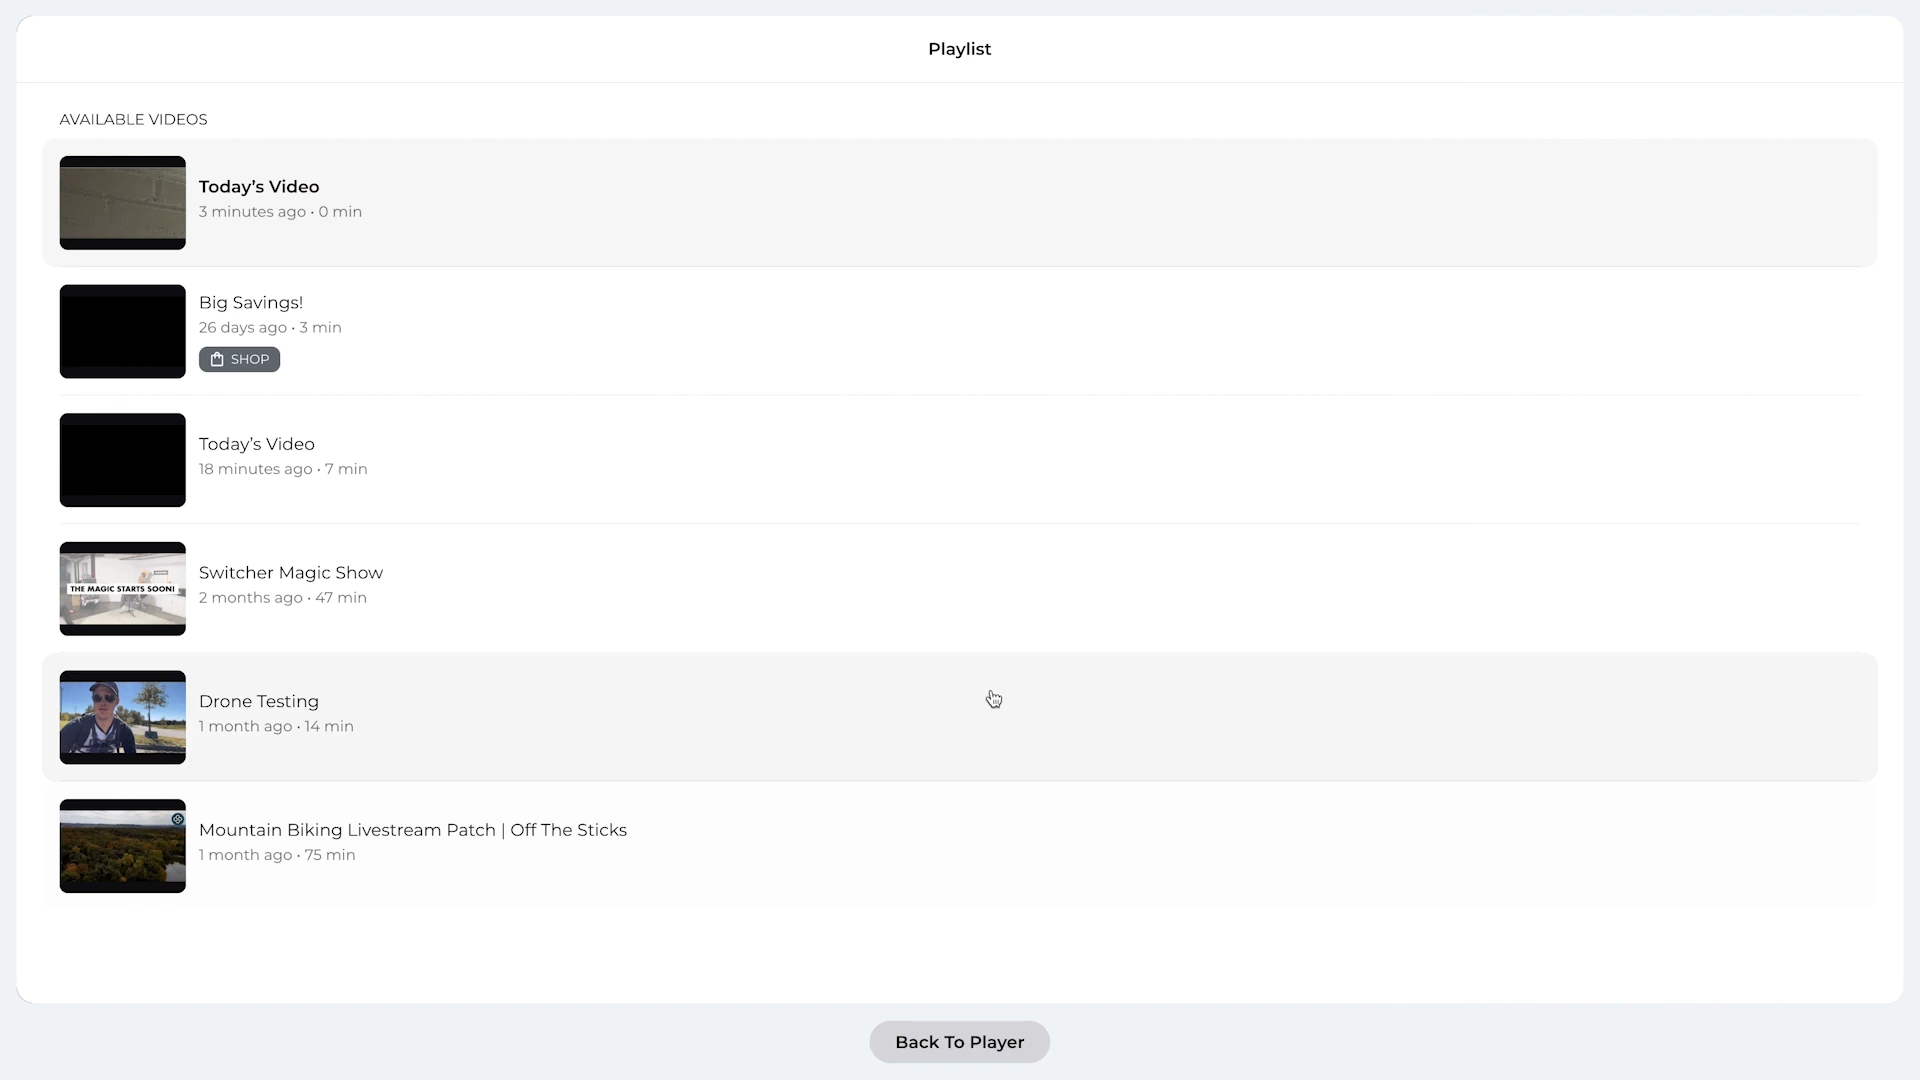 Playlist
AVAILABLE VIDEOS
Today’s Video
3 minutes ago • 0 min
Big Savings!
26 days ago • 3 min
SHOP
Today’s Video
18 minutes ago • 7 min
THE MAGIC STARTS SOON!
Switcher Magic Show
2 months ago • 47 min
Drone Testing
1 month ago • 14 min
Mountain Biking Livestream Patch | Off The Sticks
1 month ago • 75 min
Back To Player